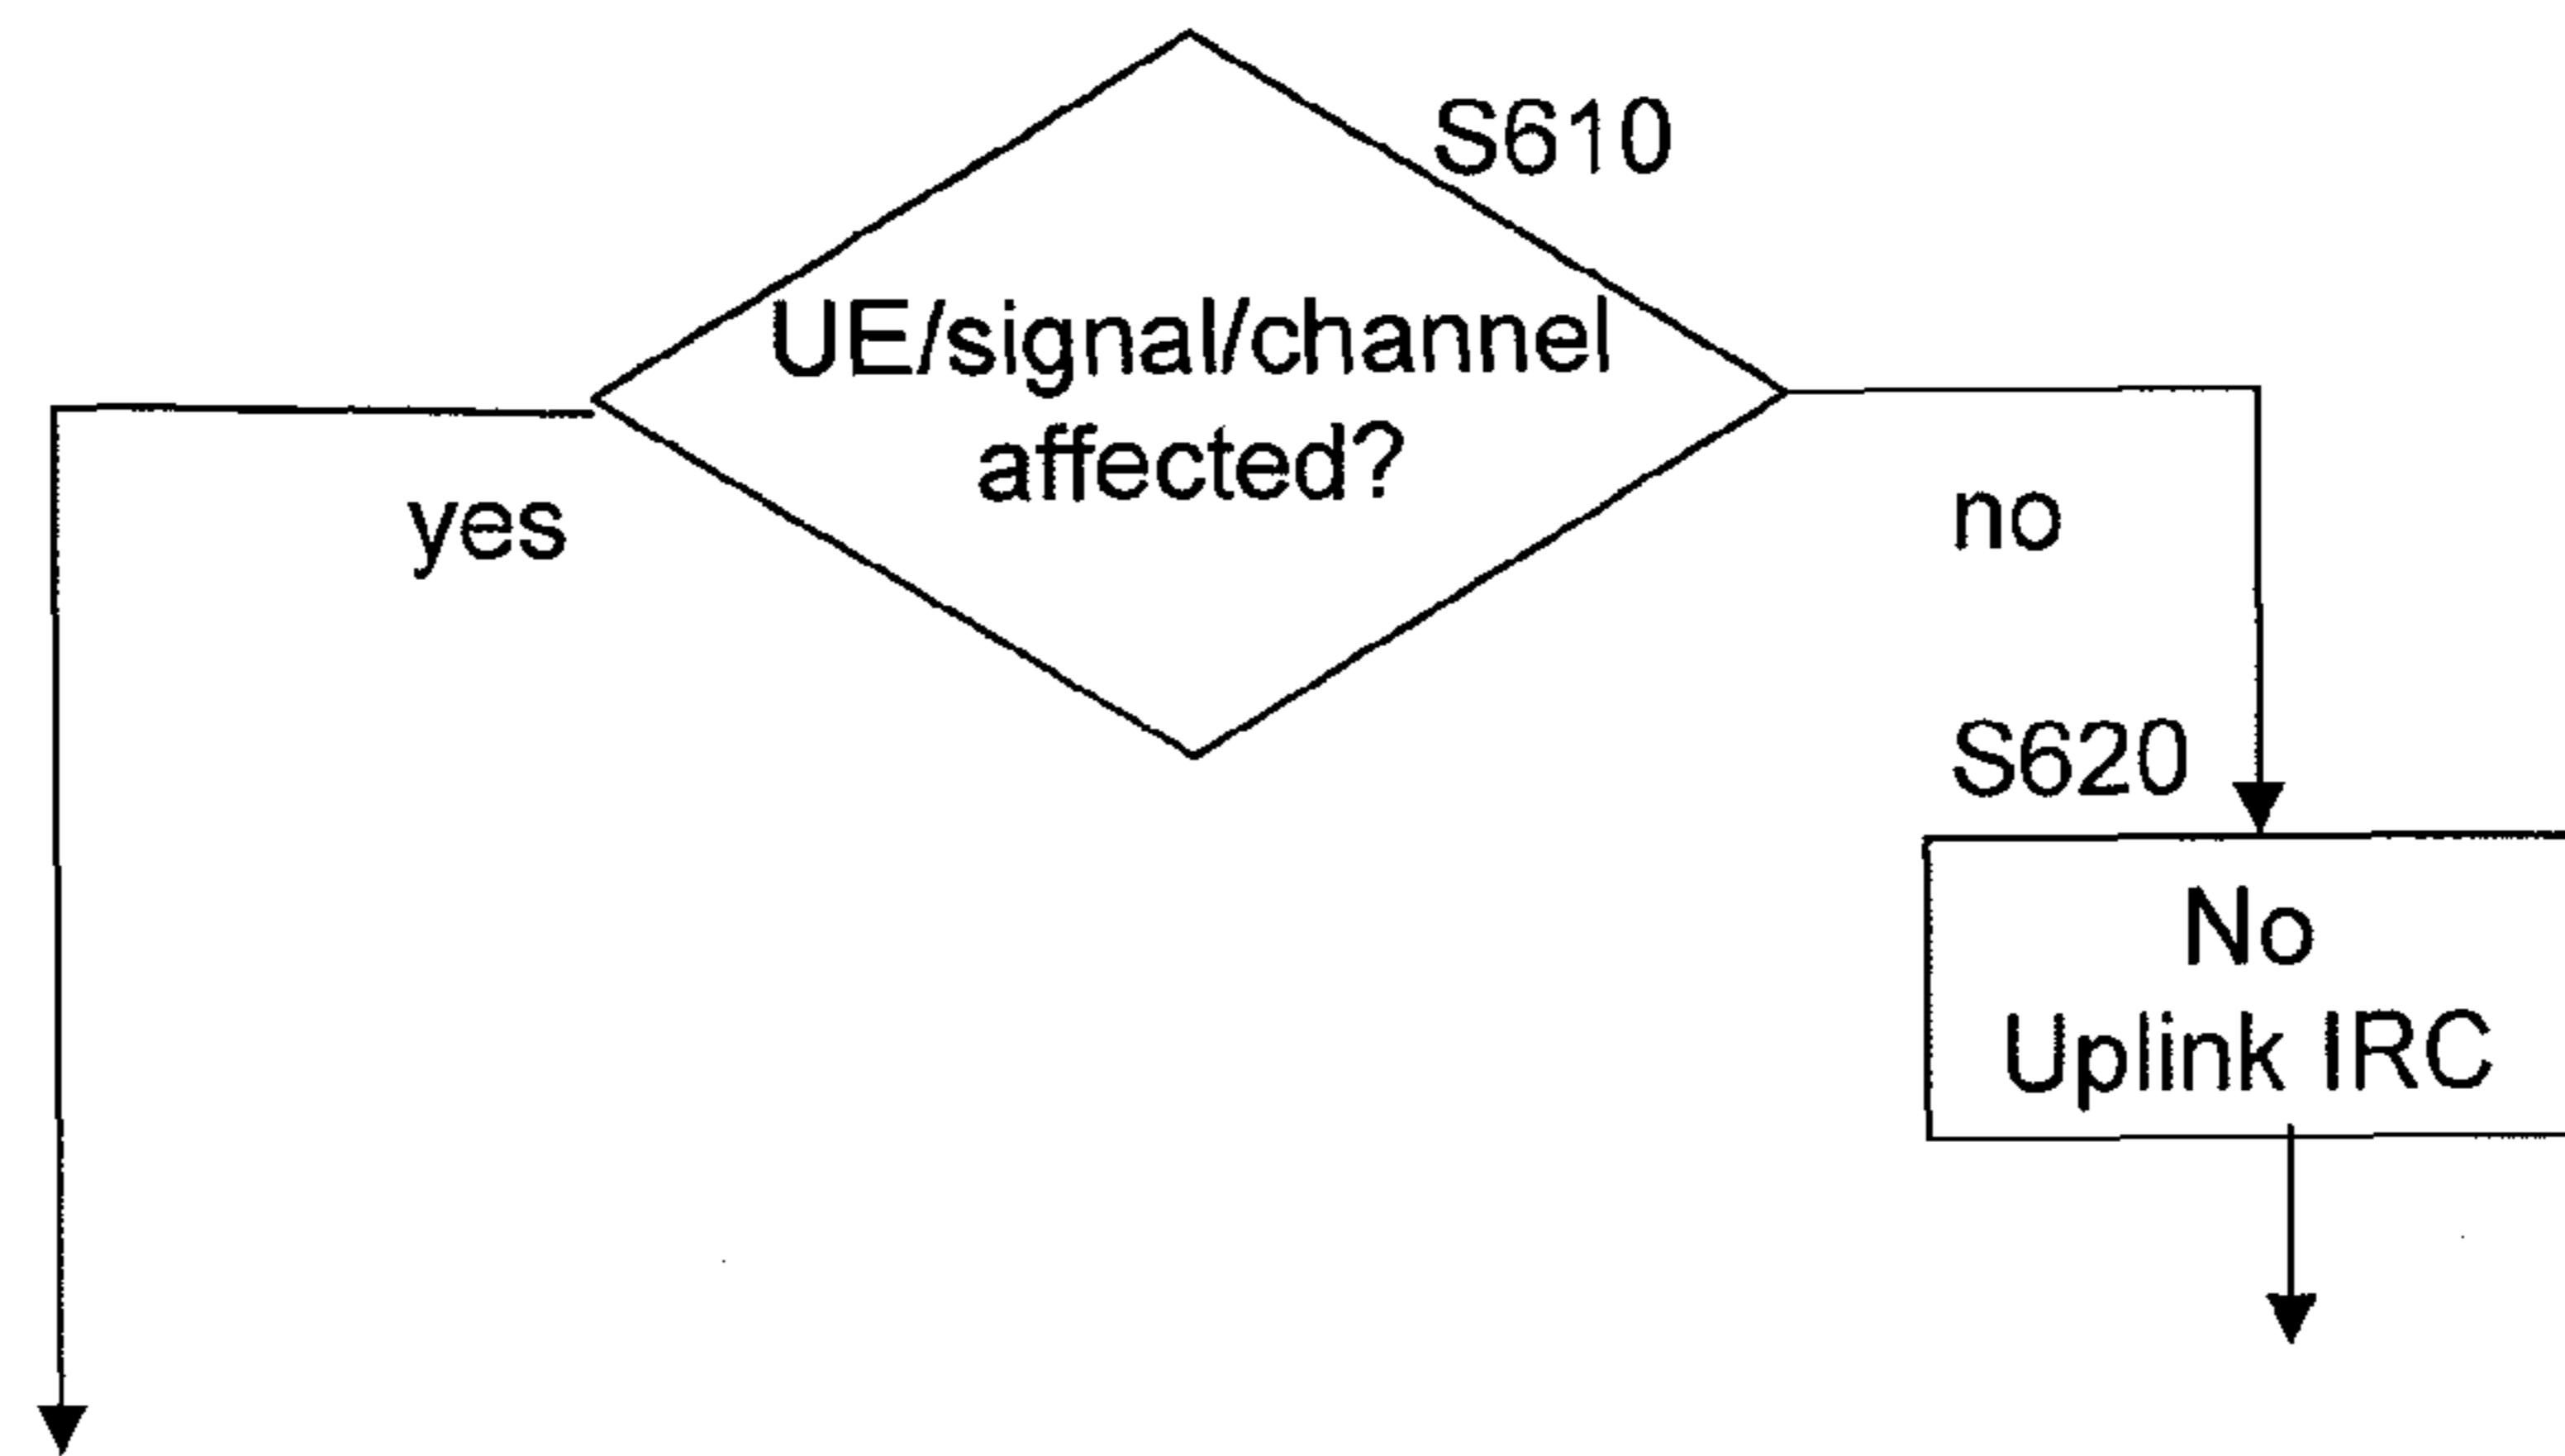 S610
UE/signal/channel
affected?
yes
no
S620
No
Uplink IRC